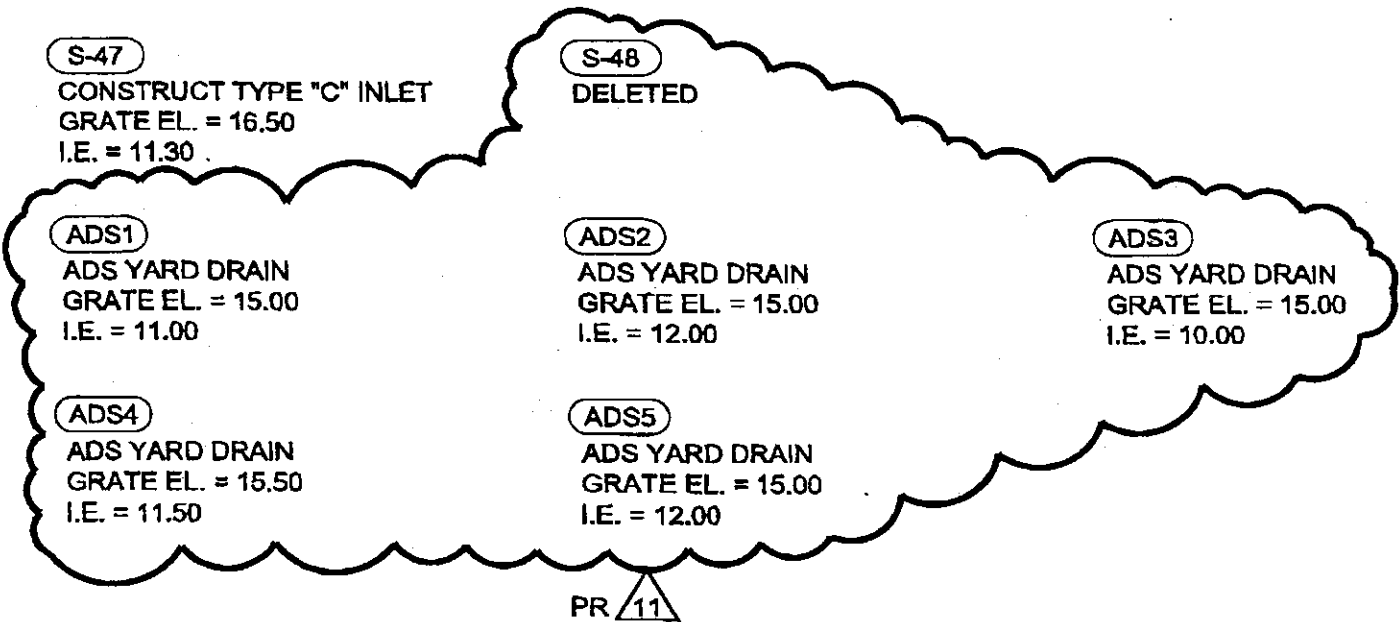 S-47
CONSTRUCT TYPE "C" INLET
GRATE EL. = 16.50
I.E. = 11.30
S-48
DELETED
ADS1
ADS YARD DRAIN
GRATE EL. = 15.00
I.E. = 11.00
ADS2
ADS YARD DRAIN
GRATE EL. = 15.00
I.E. = 12.00
ADS3
ADS YARD DRAIN
GRATE EL. = 15.00
I.E. = 10.00
ADS4
ADS YARD DRAIN
GRATE EL. = 15.50
I.E. = 11.50
ADS5
ADS YARD DRAIN
GRATE EL. = 15.00
I.E. = 12.00
PR 11